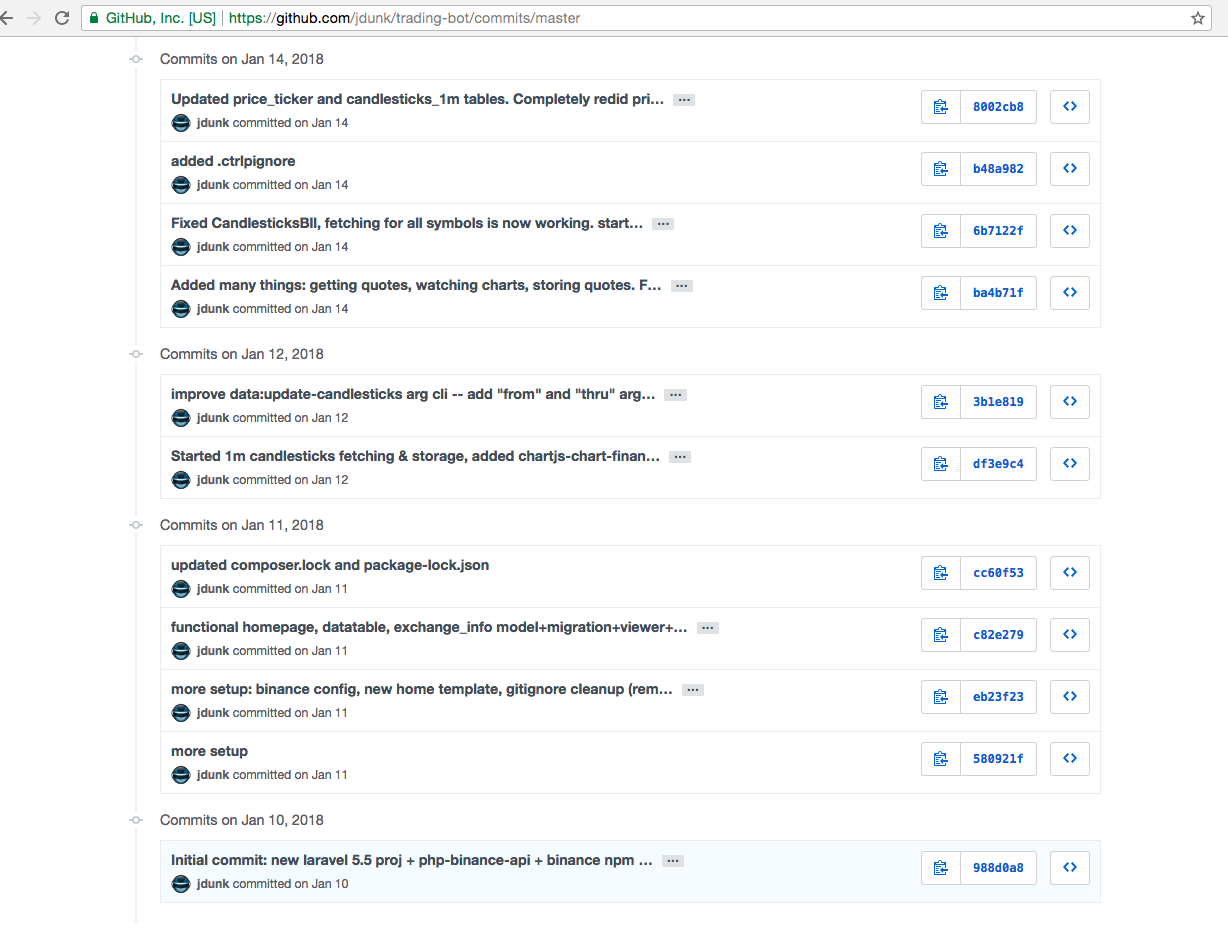 GitHub, Inc. [US] https://github.com/jdunk/trading-bot/commits/master
Commits on Jan 14, 2018
Updated price_ticker and candlesticks_1m tables. Completely redid pri… …
8002cb8
jdunk committed on Jan 14
added .ctrlpignore
b48a982
jdunk committed on Jan 14
Fixed CandlesticksBII, fetching for all symbols is now working. start… …
6b7122f
jdunk committed on Jan 14
Added many things: getting quotes, watching charts, storing quotes. F… …
ba4b71f
jdunk committed on Jan 14
Commits on Jan 12, 2018
improve data:update-candlesticks arg cli -- add "from" and "thru" arg… …
3b1e819
jdunk committed on Jan 12
Started 1m candlesticks fetching & storage, added chartjs-chart-finan… …
df3e9c4
jdunk committed on Jan 12
Commits on Jan 11, 2018
updated composer.lock and package-lock.json
cc60f53
jdunk committed on Jan 11
functional homepage, datatable, exchange_info model+migration+viewer+… …
c82e279
jdunk committed on Jan 11
more setup: binance config, new home template, gitignore cleanup (rem… …
eb23f23
jdunk committed on Jan 11
more setup
580921f
jdunk committed on Jan 11
Commits on Jan 10, 2018
Initial commit: new laravel 5.5 proj + php-binance-api + binance npm … …
988d0a8
jdunk committed on Jan 10